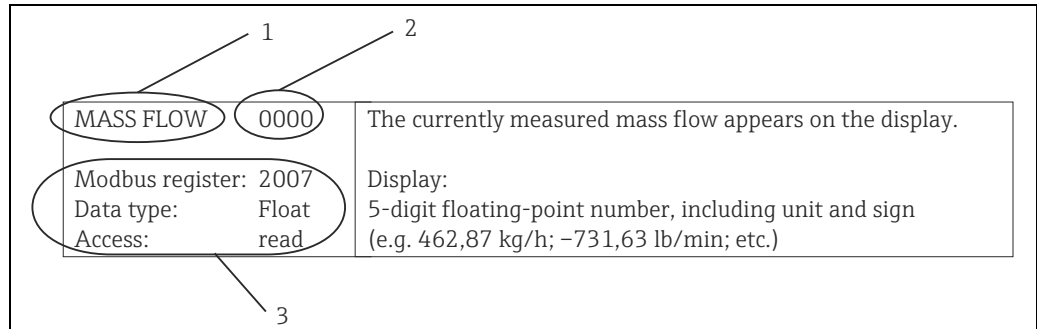 1
2
MASS FLOW 0000
The currently measured mass flow appears on the display.
Modbus register: 2007
Data type: Float
Access: read
Display:
5-digit floating-point number, including unit and sign
(e.g. 462,87 kg/h; –731,63 lb/min; etc.)
3